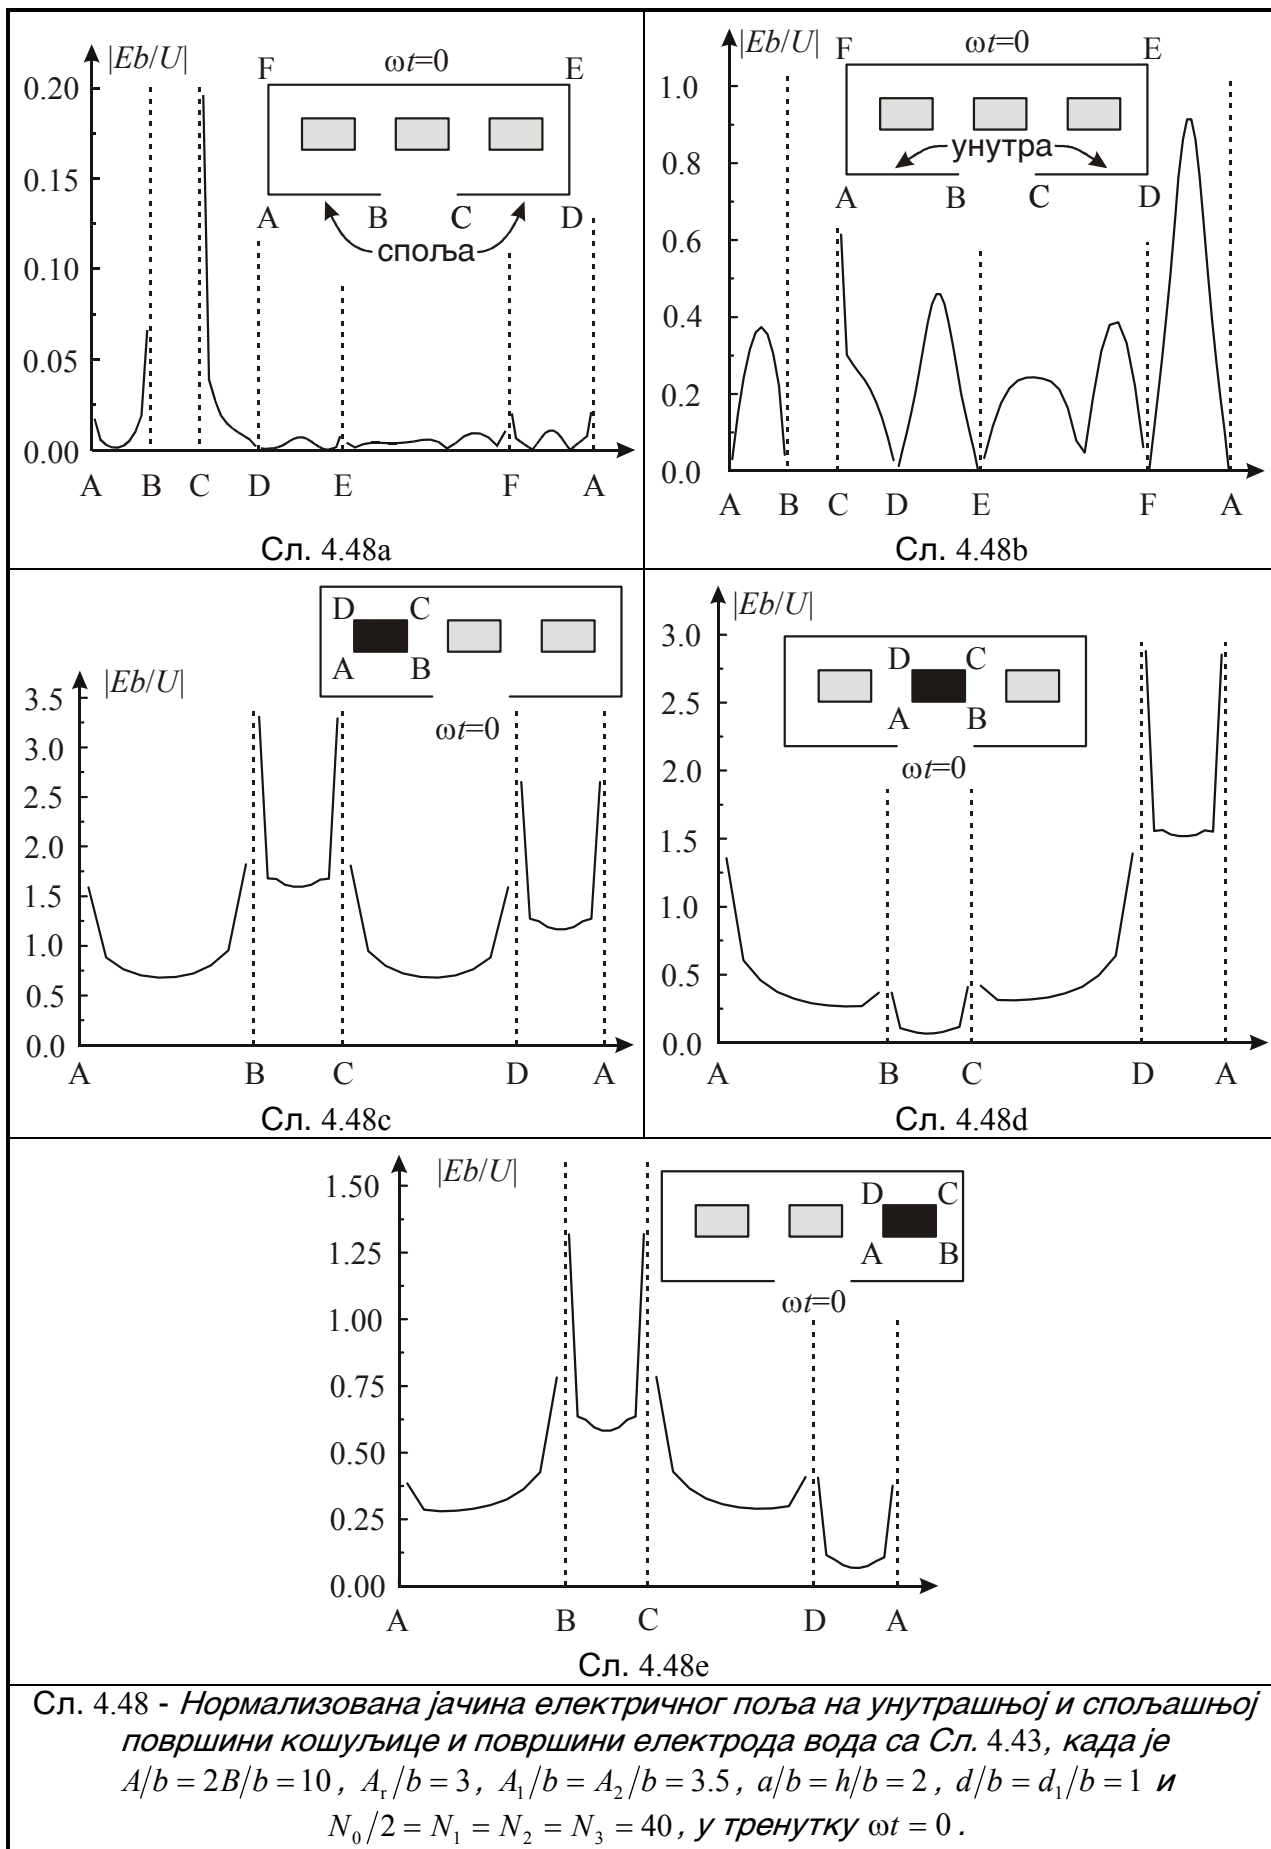 |Eb/U|
ωt=0
F E
0.20
0.15
0.10
0.05
0.00
A B C D
споља
A B C D E F A
Сл. 4.48a
|Eb/U|
F ωt=0 E
1.0
0.8
0.6
0.4
0.2
0.0
унутра
A B C D
A B C D E F A
Сл. 4.48b
D C
A B
|Eb/U|
ωt=0
3.5
3.0
2.5
2.0
1.5
1.0
0.5
0.0
A B C D A
Сл. 4.48c
|Eb/U|
D C
A B
ωt=0
3.0
2.5
2.0
1.5
1.0
0.5
0.0
A B C D A
Сл. 4.48d
|Eb/U|
D C
A B
ωt=0
1.50
1.25
1.00
0.75
0.50
0.25
0.00
A B C D A
Сл. 4.48e
Сл. 4.48 - Нормализована јачина електричног поља на унутрашњој и спољашњој
површини кошуљице и површини електрода вода са Сл. 4.43, када је
A/b = 2B/b = 10 , A_r/b = 3 , A_1/b = A_2/b = 3.5 , a/b = h/b = 2 , d/b = d_1/b = 1 и
N_0/2 = N_1 = N_2 = N_3 = 40 , у тренутку ωt = 0 .